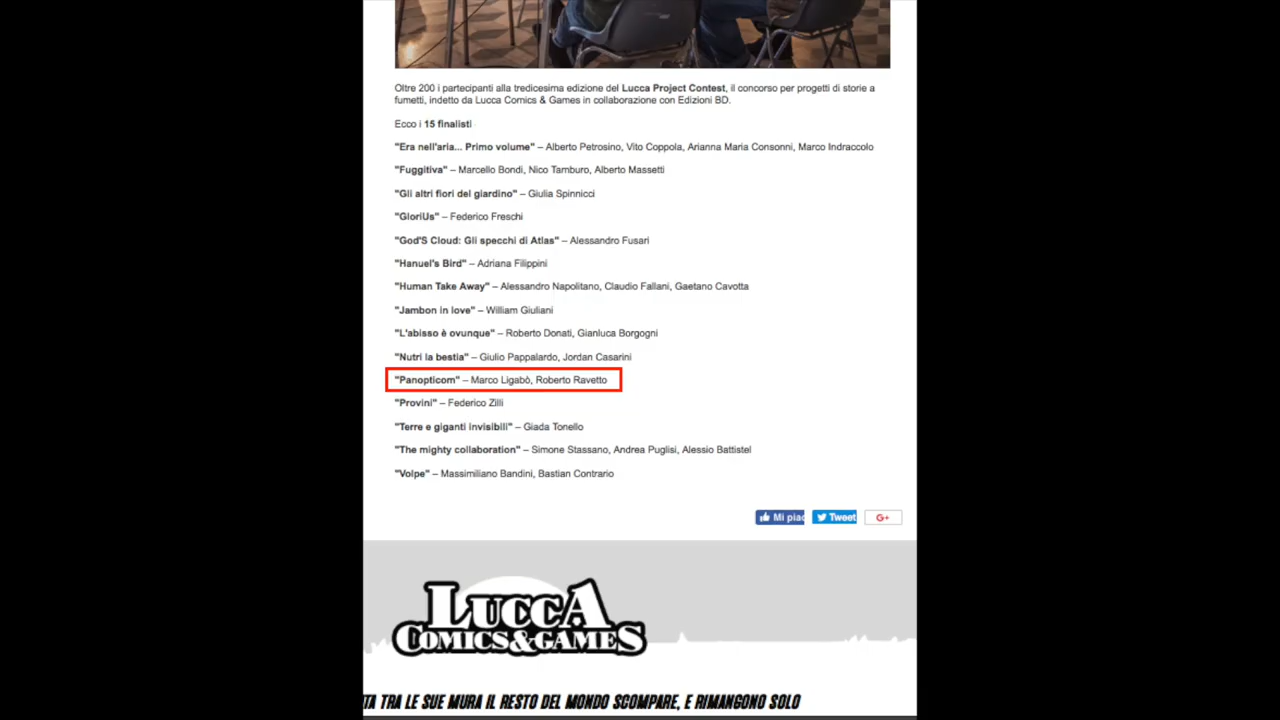 Oltre 200 i partecipanti alla tredicesima edizione del Lucca Project Contest, il concorso per progetti di storie a
fumetti, indetto da Lucca Comics & Games in collaborazione con Edizioni BD.
Ecco i 15 finalisti
"Era nell'aria... Primo volume" – Alberto Petrosino, Vito Coppola, Arianna Maria Consonni, Marco Indraccolo
"Fuggitiva" – Marcello Bondi, Nico Tamburo, Alberto Massetti
"Gli altri fiori del giardino" – Giulia Spinnicci
"GloriUs" – Federico Freschi
"God'S Cloud: Gli specchi di Atlas" – Alessandro Fusari
"Hanuel's Bird" – Adriana Filippini
"Human Take Away" – Alessandro Napolitano, Claudio Fallani, Gaetano Cavotta
"Jambon in love" – William Giuliani
"L'abisso è ovunque" – Roberto Donati, Gianluca Borgogni
"Nutri la bestia" – Giulio Pappalardo, Jordan Casarini
"Panopticom" – Marco Ligabò, Roberto Ravetto
"Provini" – Federico Zilli
"Terre e giganti invisibili" – Giada Tonello
"The mighty collaboration" – Simone Stassano, Andrea Puglisi, Alessio Battistel
"Volpe" – Massimiliano Bandini, Bastian Contrario
Mi piac Tweet G+
LUCCA
COMICS&GAMES
TA TRA LE SUE MURA IL RESTO DEL MONDO SCOMPARE, E RIMANGONO SOLO